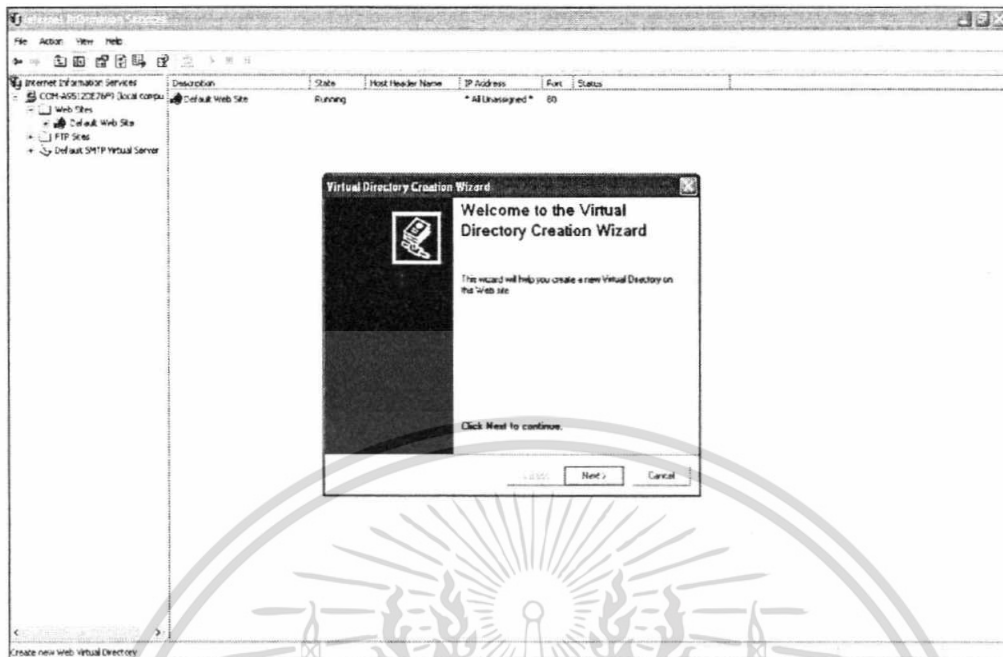 Internet Information Services
File Action View Help
Internet Information Services
Description State Host Header Name IP Address Port Status
(local compu
Default Web Site Running * All Unassigned * 80
Web Sites
Default Web Site
FTP Sites
Default SMTP Virtual Server
Virtual Directory Creation Wizard
Welcome to the Virtual
Directory Creation Wizard
This wizard will help you create a new Virtual Directory on
this Web site
Click Next to continue.
Next >
Cancel
Create new Web Virtual Directory